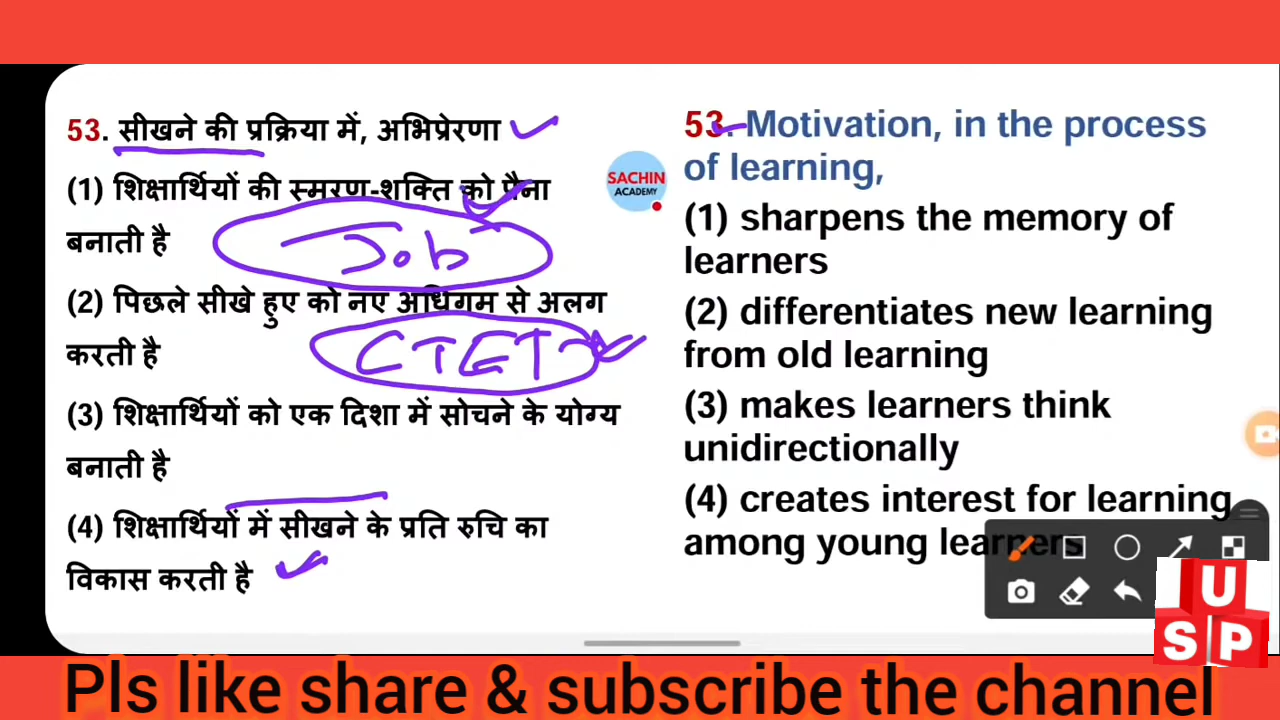 53. सीखने की प्रक्रिया में, अभिप्रेरणा
(1) शिक्षार्थियों की स्मरण-शक्ति को पैना
बनाती है
Job
(2) पिछले सीखे हुए को नए अधिगम से अलग
करती है
CTET
(3) शिक्षार्थियों को एक दिशा में सोचने के योग्य
बनाती है
(4) शिक्षार्थियों में सीखने के प्रति रुचि का
विकास करती है
SACHIN
ACADEMY
53. Motivation, in the process
of learning,
(1) sharpens the memory of
learners
(2) differentiates new learning
from old learning
(3) makes learners think
unidirectionally
(4) creates interest for learning
among young learners
U
S P
Pls like share & subscribe the channel